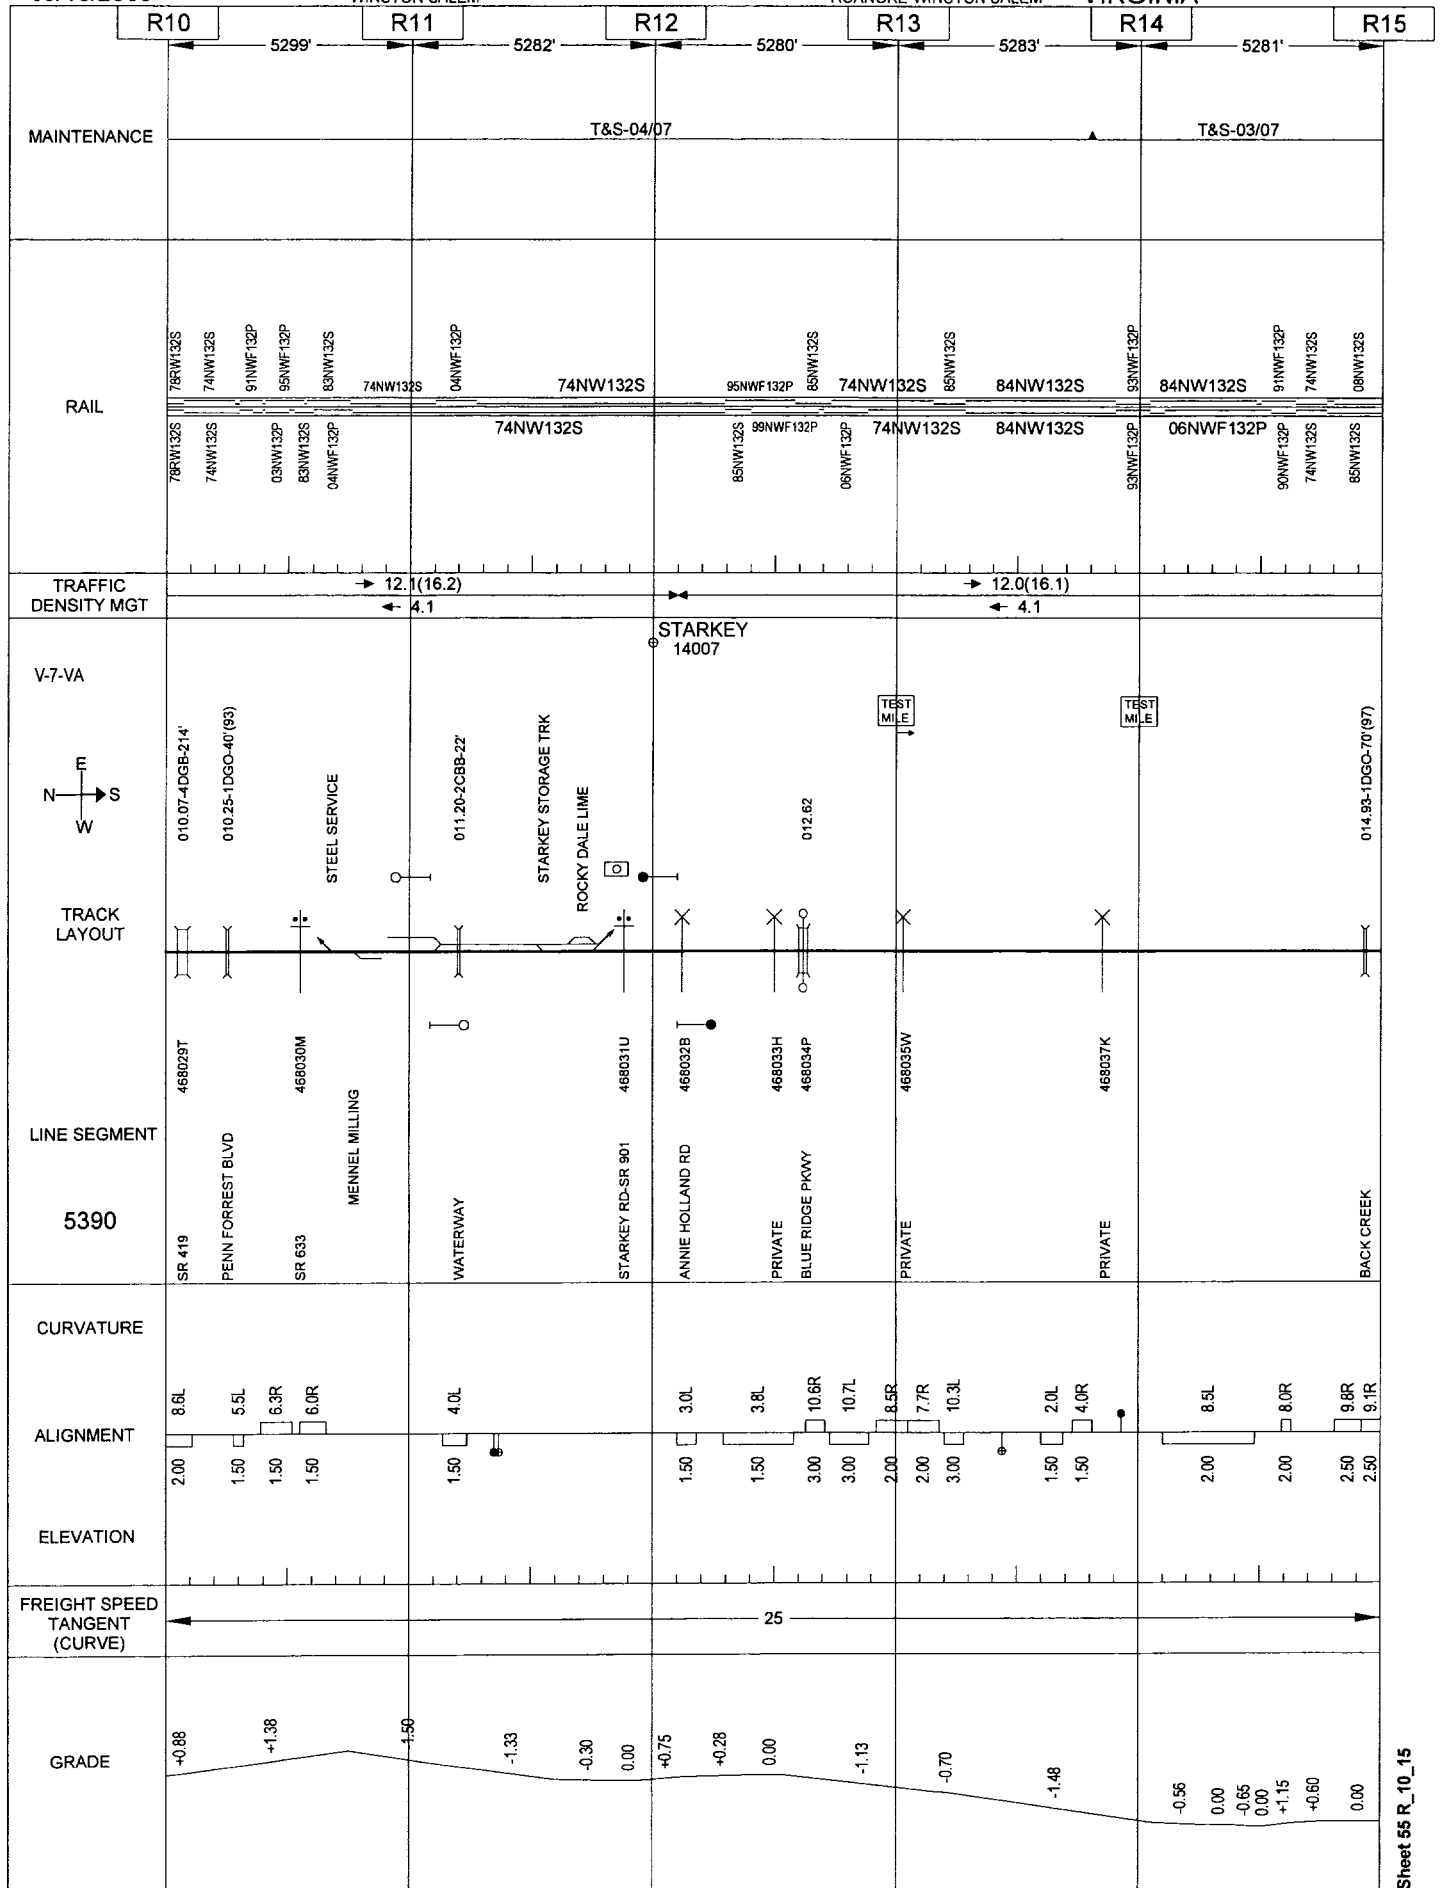 VIRGINIA
R10 R11 R12 R13 R14 R15
5299' 5282' 5280' 5283' 5281'
MAINTENANCE
T&S-04/07 T&S-03/07
78RW132S 74NW132S 91NWF132P 95NWF132P 83NW132S 74NW132S 04NWF132P 74NW132S 95NWF132P 85NW132S 74NW132S 85NW132S 84NW132S 93NWF132P 84NW132S 91NWF132P 74NW132S 08NW132S
RAIL
78RW132S 74NW132S 03NW132P 83NW132S 04NWF132P 74NW132S 85NW132S 99NWF132P 06NWF132P 74NW132S 84NW132S 93NWF132P 06NWF132P 90NWF132P 74NW132S 85NW132S
TRAFFIC
DENSITY MGT
12.1(16.2) 12.0(16.1)
4.1 4.1
STARKEY
14007
V-7-VA
TEST
MILE
TEST
MILE
E
N S
W
010.07-4DGB-214'
010.25-1DGO-40'(93)
STEEL SERVICE
011.20-2CBB-22'
STARKEY STORAGE TRK
ROCKY DALE LIME
012.62
014.93-1DGO-70'(97)
TRACK
LAYOUT
468029T 468030M 468031U 468032B 468033H 468034P 468035W 468037K
LINE SEGMENT
5390
SR 419
PENN FORREST BLVD
SR 633
MENNEL MILLING
WATERWAY
STARKEY RD-SR 901
ANNIE HOLLAND RD
PRIVATE
BLUE RIDGE PKWY
PRIVATE
PRIVATE
BACK CREEK
CURVATURE
8.6L 5.5L 6.3R 6.0R 4.0L 3.0L 3.8L 10.6R 10.7L 8.5R 7.7R 10.3L 2.0L 4.0R 8.5L 8.0R 9.8R 9.1R
ALIGNMENT
2.00 1.50 1.50 1.50 1.50 1.50 1.50 3.00 3.00 2.00 2.00 3.00 1.50 1.50 2.00 2.00 2.50 2.50
ELEVATION
FREIGHT SPEED
TANGENT
(CURVE)
25
GRADE
+0.88 +1.38 -1.50 -1.33 -0.30 0.00 +0.75 +0.28 0.00 -1.13 -0.70 -1.48 -0.56 0.00 -0.65 0.00 +1.15 +0.60 0.00
Sheet 55 R_10_15